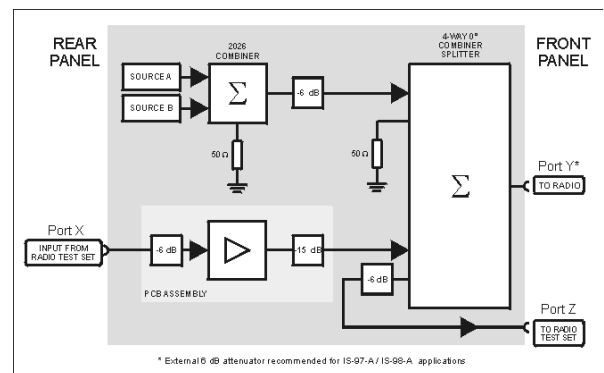 REAR
PANEL
2026
COMBINER
4-WAY 0°
COMBINER
SPLITTER
FRONT
PANEL
SOURCE A
SOURCE B
Σ
-6 dB
50Ω
50Ω
Σ
Port Y*
TO RADIO
Port X
INPUT FROM
RADIO TEST SET
-6 dB
-15 dB
PCB ASSEMBLY
-6 dB
Port Z
TO RADIO
TEST SET
* External 6 dB attenuator recommended for IS-97-A / IS-98-A applications